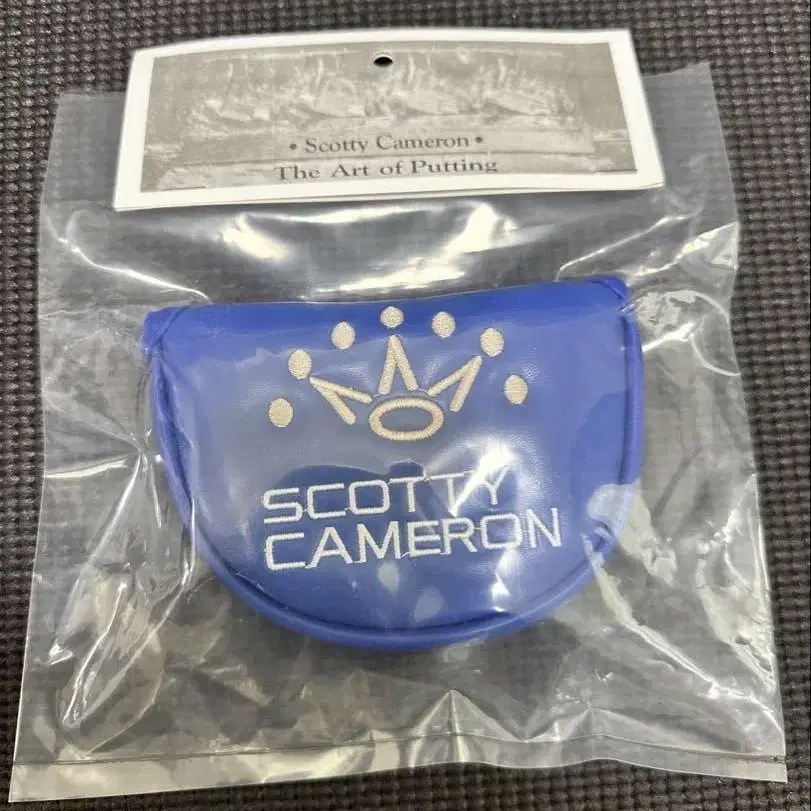 • Scotty Cameron •
The Art of Putting
SCOTTY
CAMERON